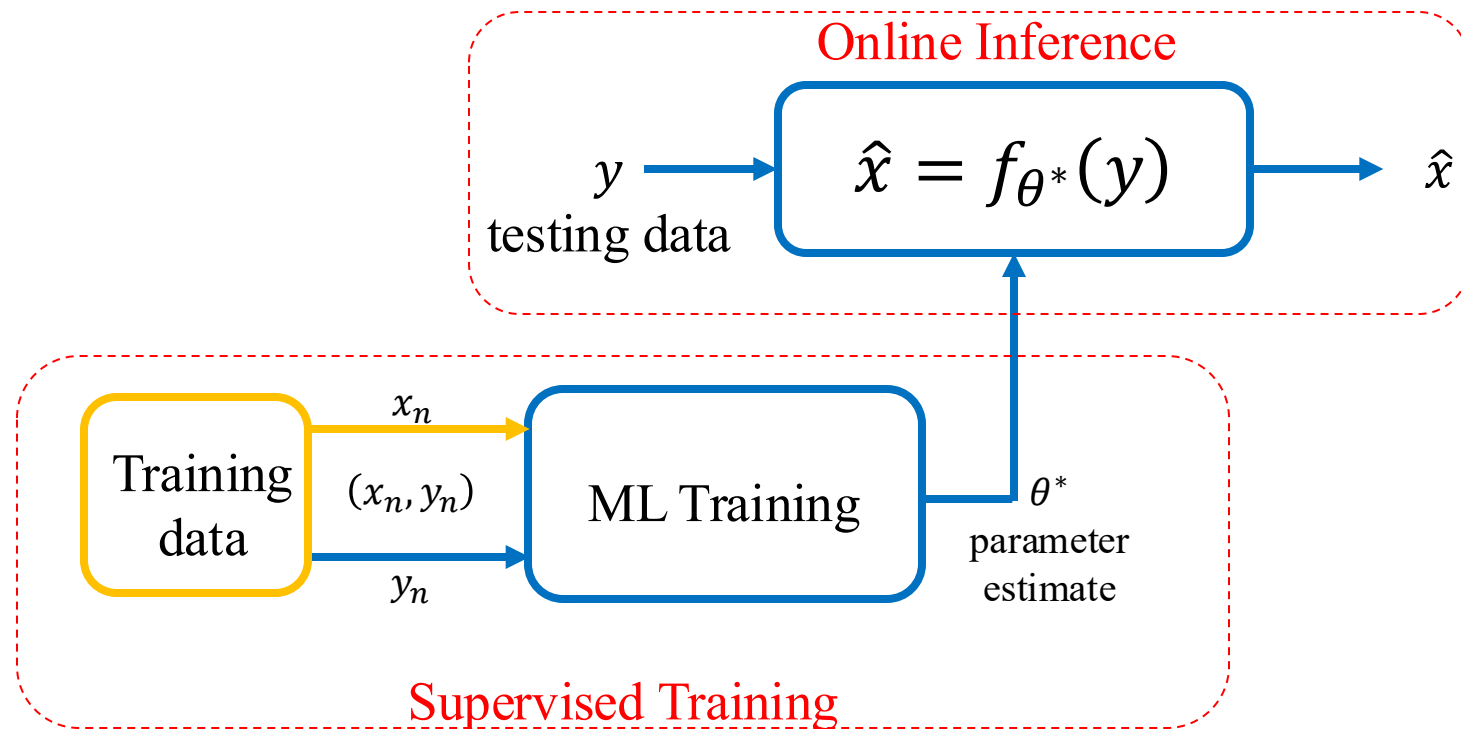 Online Inference
y
testing data
x̂ = f_θ*(y)
x̂
Training
data
x_n
(x_n, y_n)
y_n
ML Training
θ*
parameter
estimate
Supervised Training